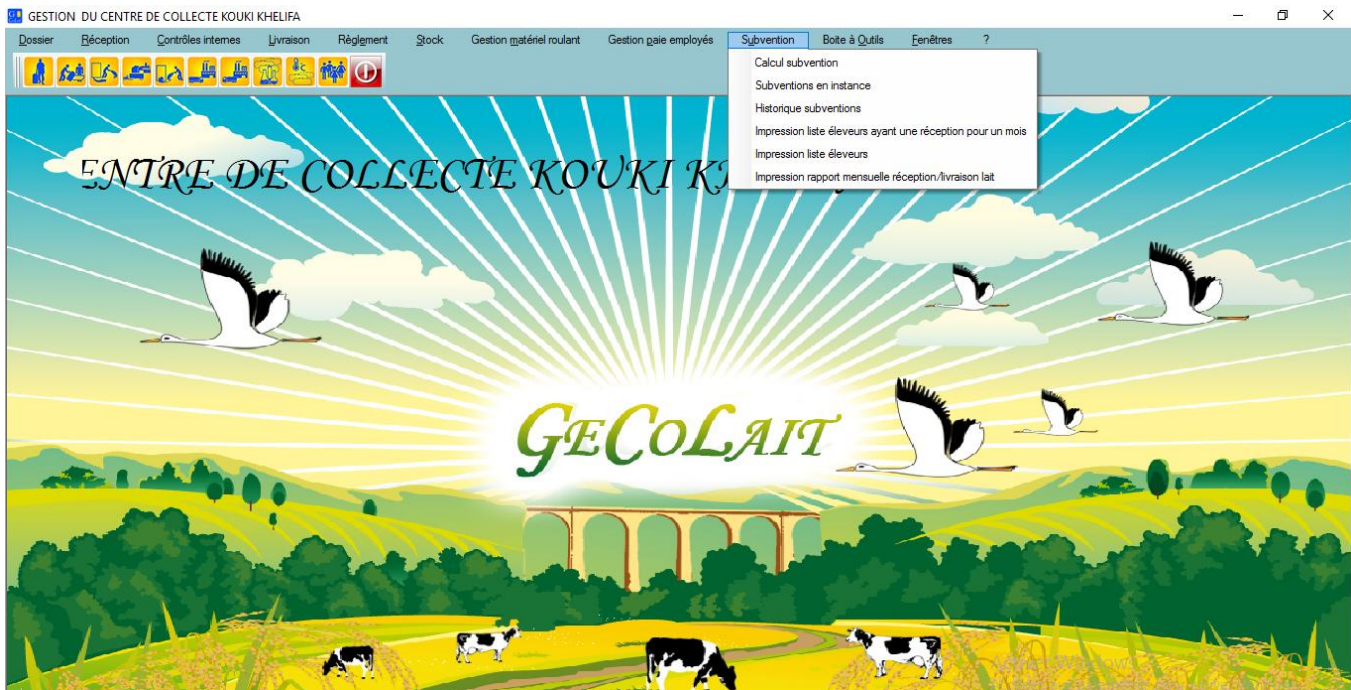 GESTION DU CENTRE DE COLLECTE KOUKI KHELIFA
Dossier Réception Contrôles internes Livraison Règlement Stock Gestion matériel roulant Gestion paie employés Subvention Boite à Outils Fenêtres ?
Calcul subvention
Subventions en instance
Historique subventions
Impression liste éleveurs ayant une réception pour un mois
Impression liste éleveurs
Impression rapport mensuelle réception/livraison lait
ENTRE DE COLLECTE KOUKI
GECOLAIT